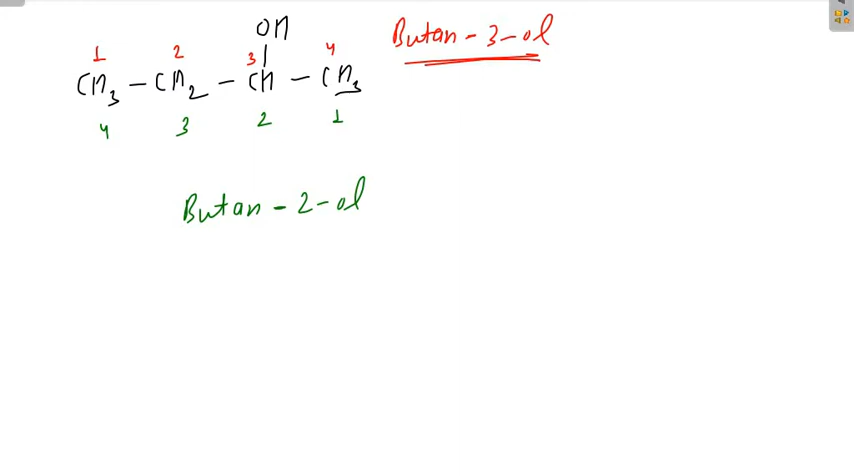 OH
Butan - 3 - ol
1 2 3 4
CH3 - CH2 - CH - CH3
4 3 2 1
Butan - 2 - ol